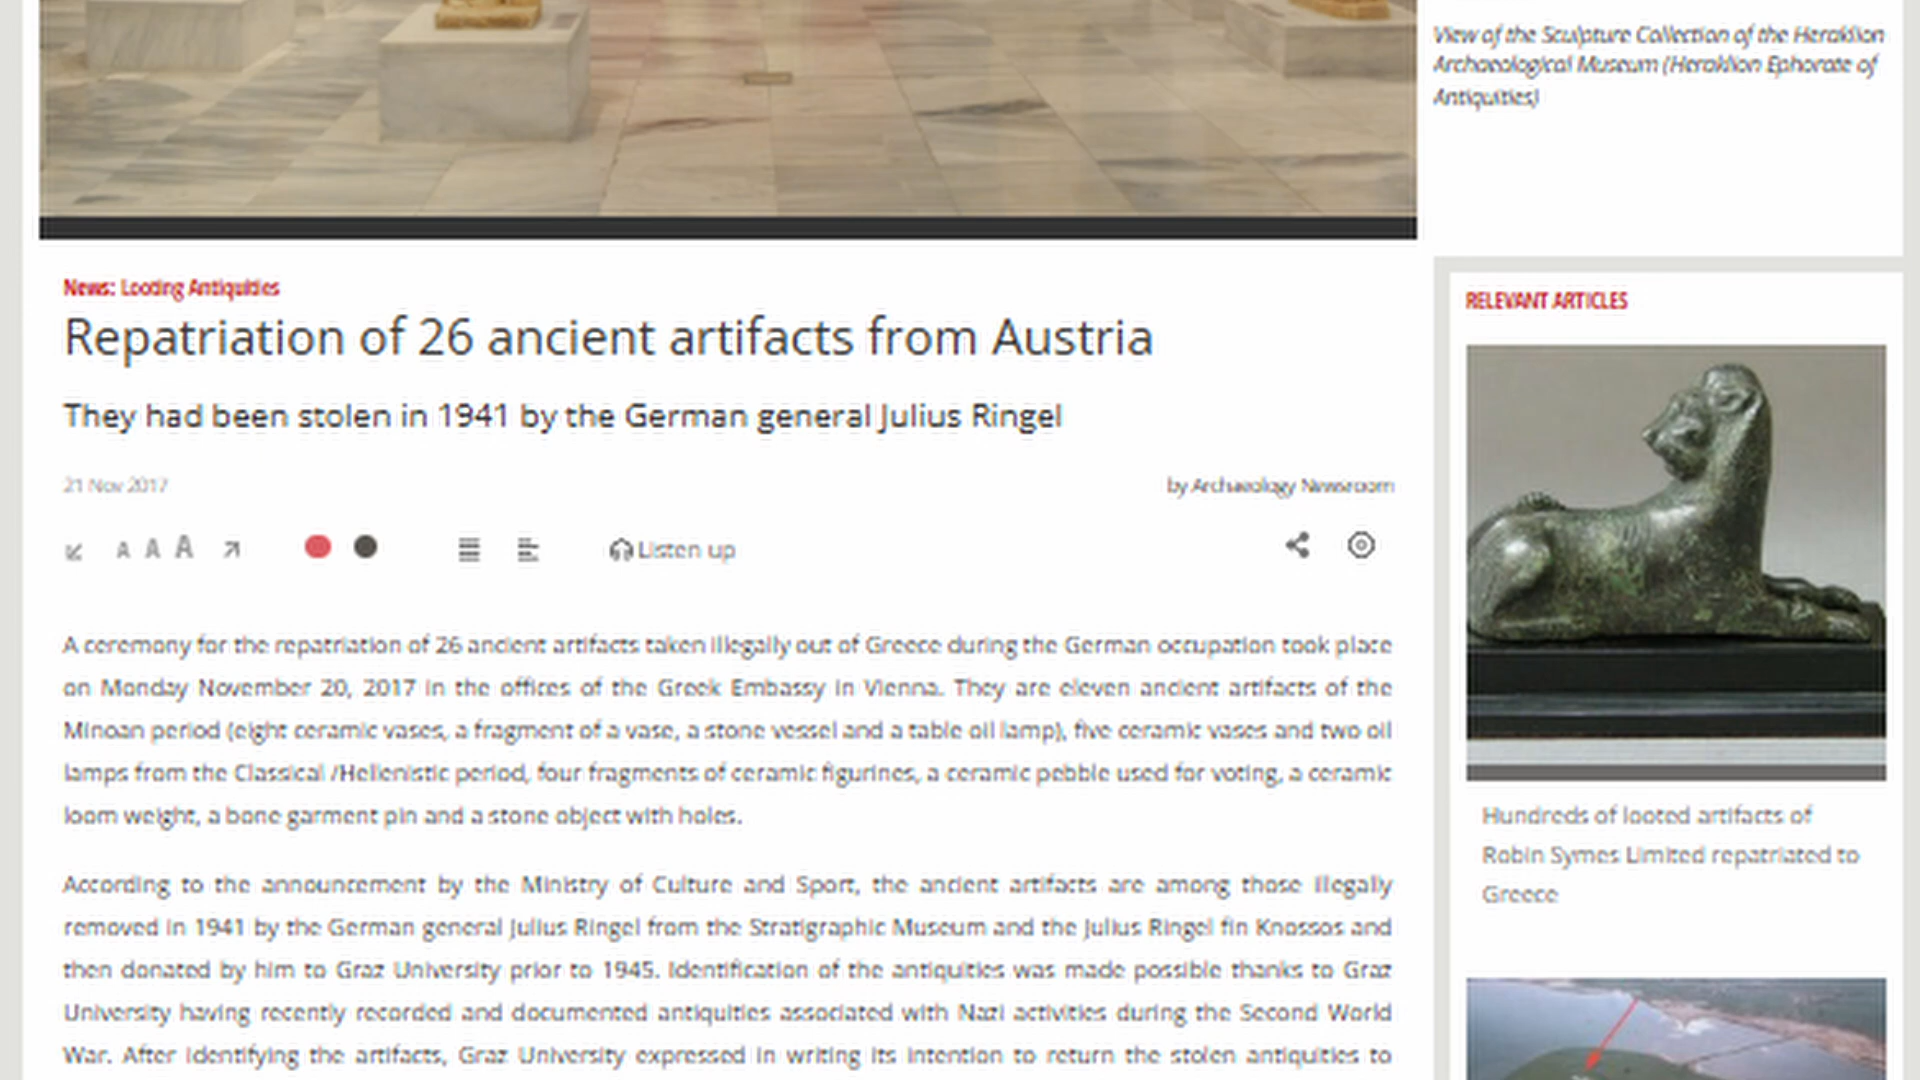 View of the Sculpture Collection of the Heraklion
Archaeological Museum (Heraklion Ephorate of
Antiquities)
News: Looting Antiquities
Repatriation of 26 ancient artifacts from Austria
They had been stolen in 1941 by the German general Julius Ringel
21 Nov 2017
by Archaeology Newsroom
A A A
Listen up
A ceremony for the repatriation of 26 ancient artifacts taken illegally out of Greece during the German occupation took place
on Monday November 20, 2017 in the offices of the Greek Embassy in Vienna. They are eleven ancient artifacts of the
Minoan period (eight ceramic vases, a fragment of a vase, a stone vessel and a table oil lamp), five ceramic vases and two oil
lamps from the Classical /Hellenistic period, four fragments of ceramic figurines, a ceramic pebble used for voting, a ceramic
loom weight, a bone garment pin and a stone object with holes.
According to the announcement by the Ministry of Culture and Sport, the ancient artifacts are among those illegally
removed in 1941 by the German general Julius Ringel from the Stratigraphic Museum and the Julius Ringel fin Knossos and
then donated by him to Graz University prior to 1945. Identification of the antiquities was made possible thanks to Graz
University having recently recorded and documented antiquities associated with Nazi activities during the Second World
War. After identifying the artifacts, Graz University expressed in writing its intention to return the stolen antiquities to
RELEVANT ARTICLES
Hundreds of looted artifacts of
Robin Symes Limited repatriated to
Greece